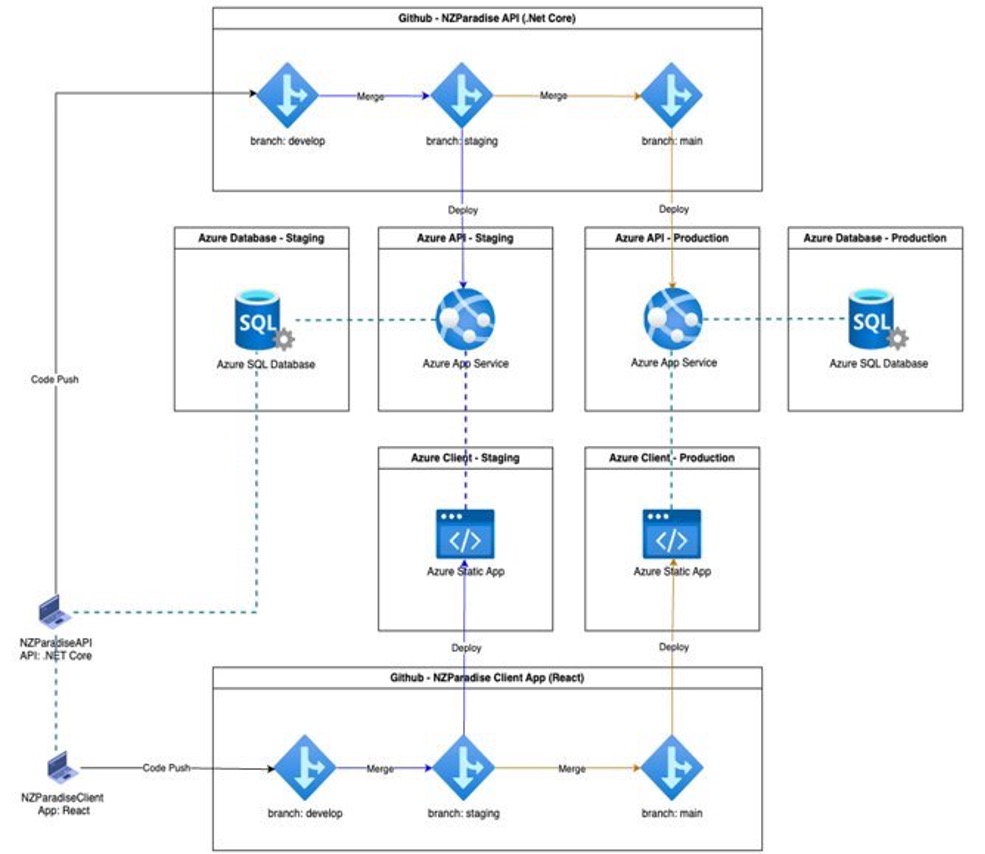 Github - NZParadise API (.Net Core)
Merge
Merge
branch: develop
branch: staging
branch: main
Deploy
Deploy
Azure Database - Staging
Azure API - Staging
Azure API - Production
Azure Database - Production
SQL
SQL
Azure SQL Database
Azure App Service
Azure App Service
Azure SQL Database
Code Push
Azure Client - Staging
Azure Client - Production
</>
</>
Azure Static App
Azure Static App
NZParadiseAPI
API: .NET Core
Deploy
Deploy
Github - NZParadise Client App (React)
Code Push
Merge
Merge
NZParadiseClient
App: React
branch: develop
branch: staging
branch: main